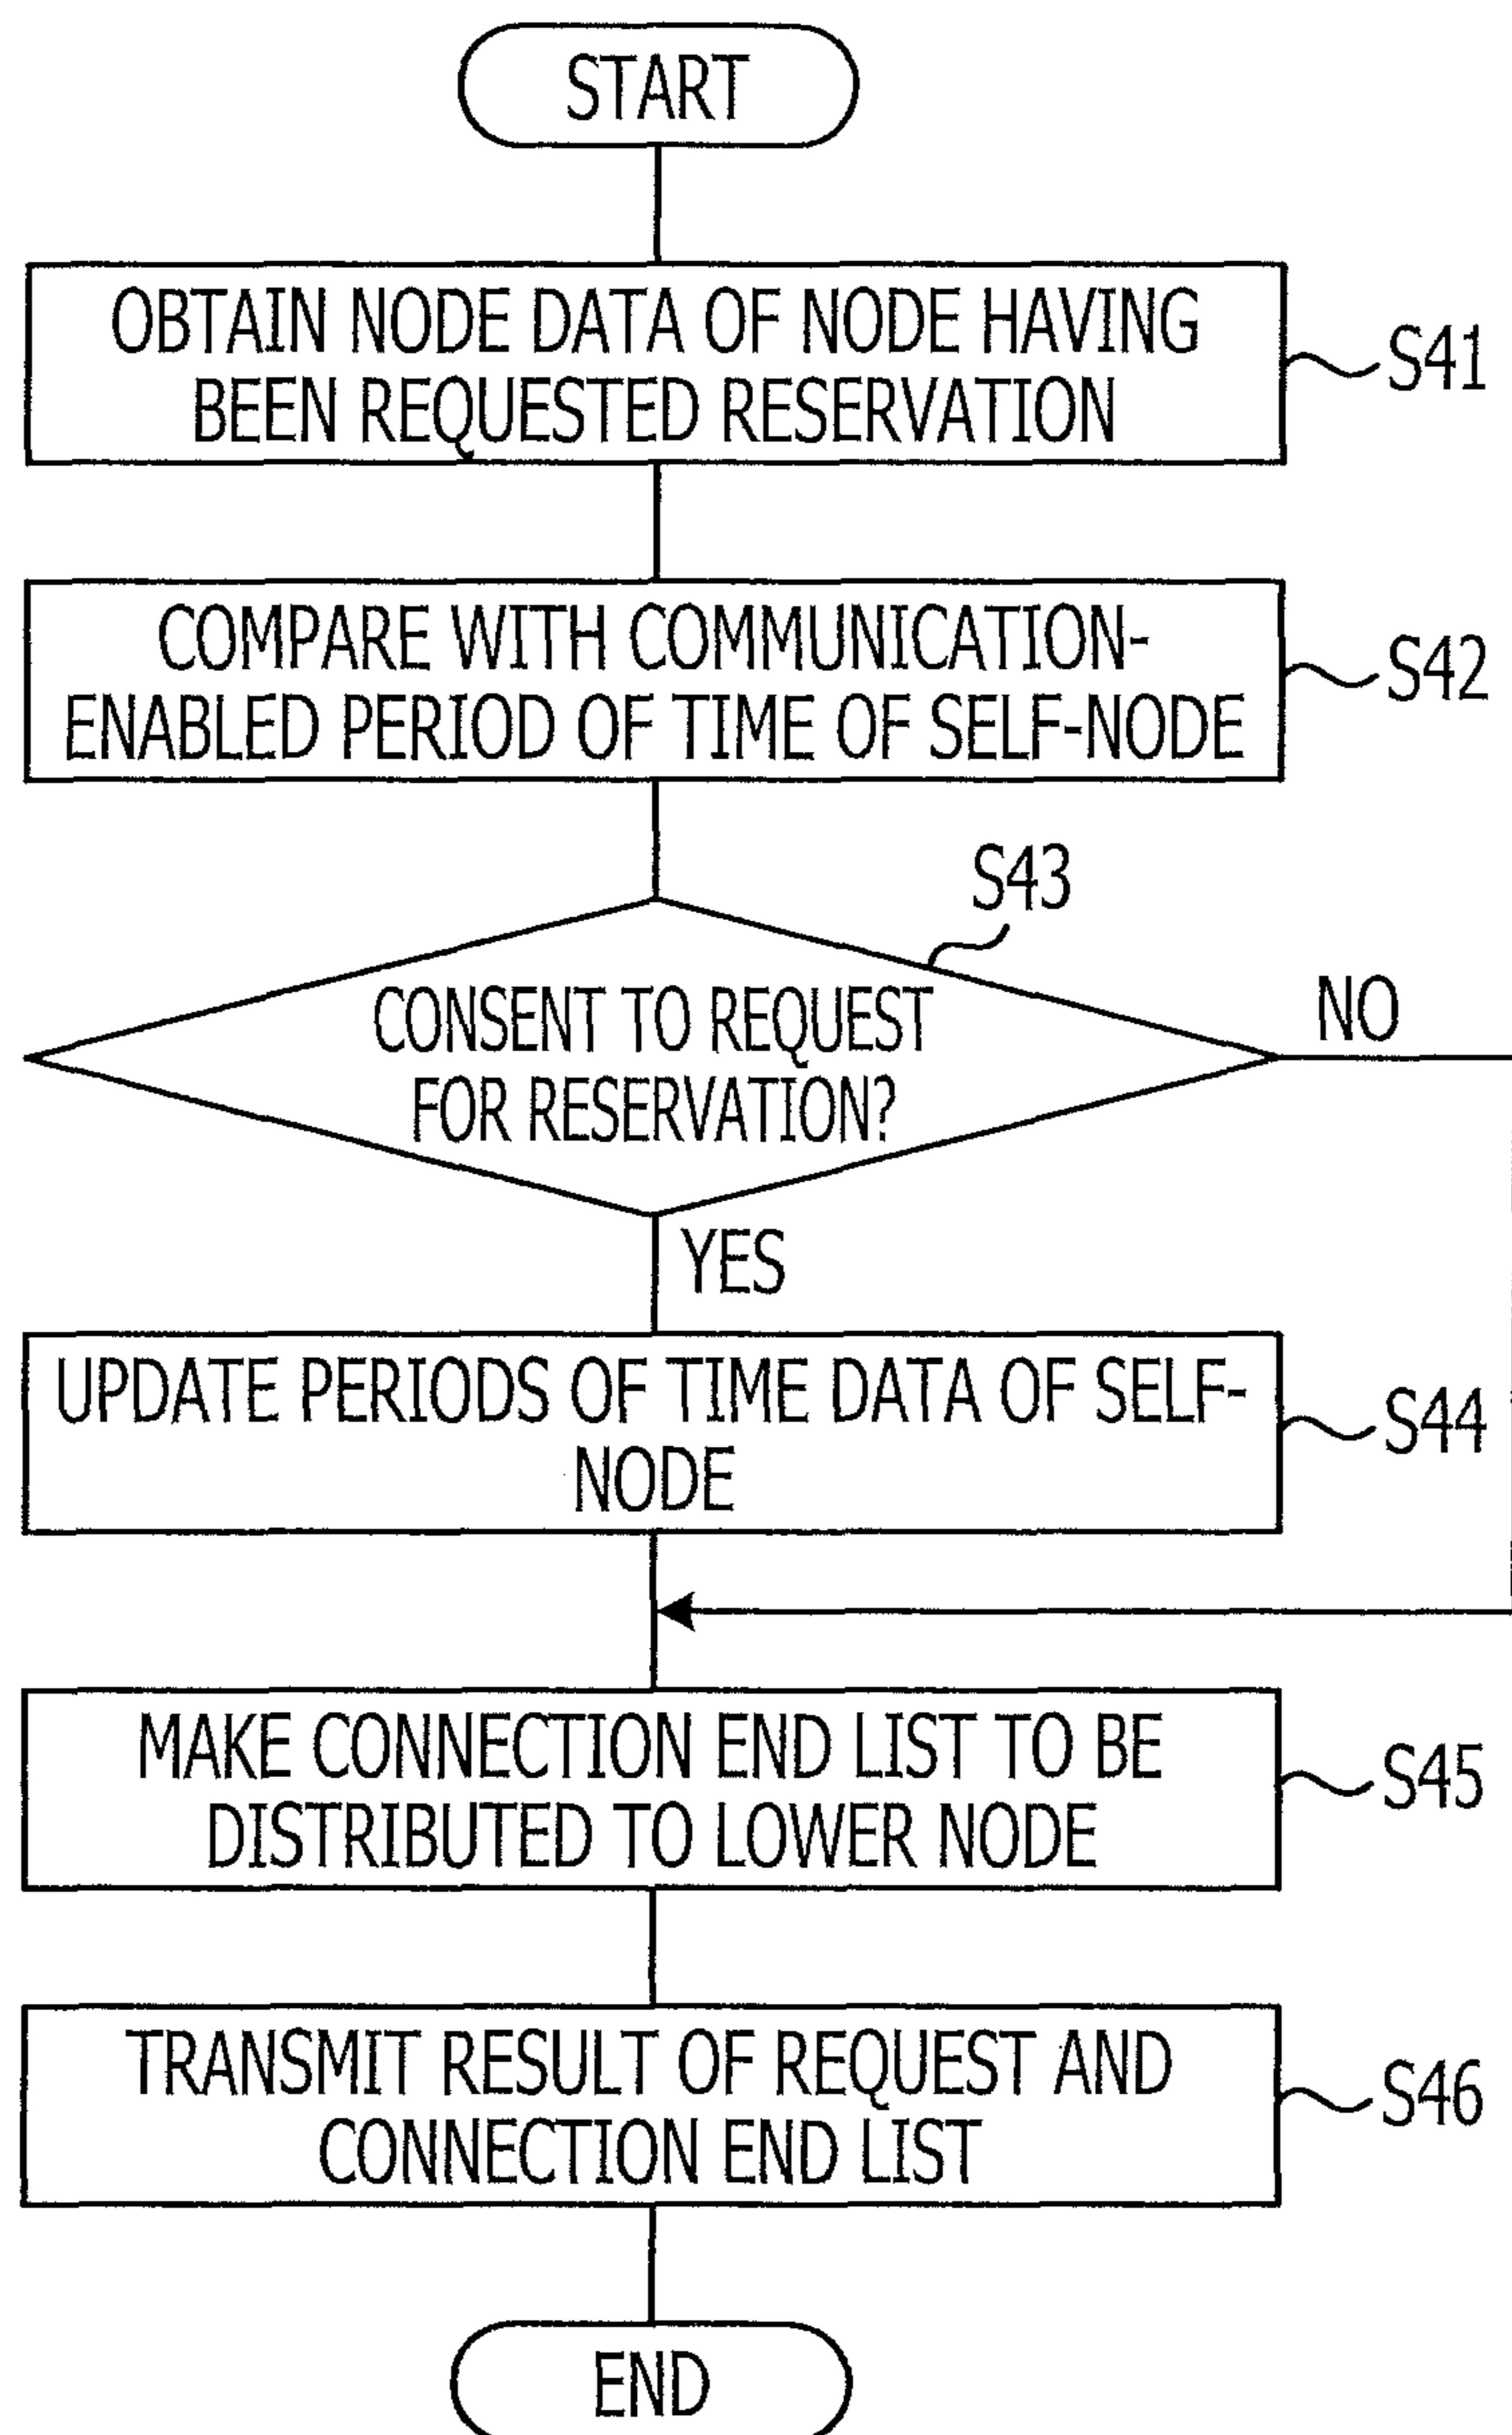 START
OBTAIN NODE DATA OF NODE HAVING
BEEN REQUESTED RESERVATION
S41
COMPARE WITH COMMUNICATION-
ENABLED PERIOD OF TIME OF SELF-NODE
S42
S43
CONSENT TO REQUEST
FOR RESERVATION?
NO
YES
UPDATE PERIODS OF TIME DATA OF SELF-
NODE
S44
MAKE CONNECTION END LIST TO BE
DISTRIBUTED TO LOWER NODE
S45
TRANSMIT RESULT OF REQUEST AND
CONNECTION END LIST
S46
END